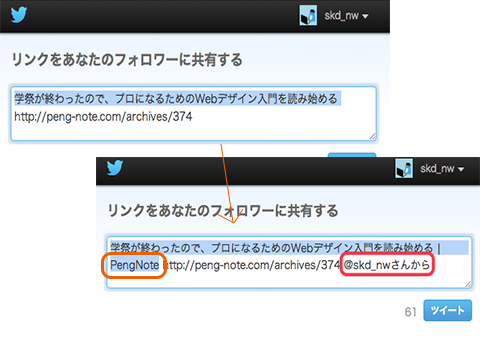 skd_nw
リンクをあなたのフォロワーに共有する
学祭が終わったので、プロになるためのWebデザイン入門を読み始める
http://peng-note.com/archives/374
skd_nw
リンクをあなたのフォロワーに共有する
学祭が終わったので、プロになるためのWebデザイン入門を読み始める |
PengNote http://peng-note.com/archives/374 @skd_nwさんから
61 ツイート